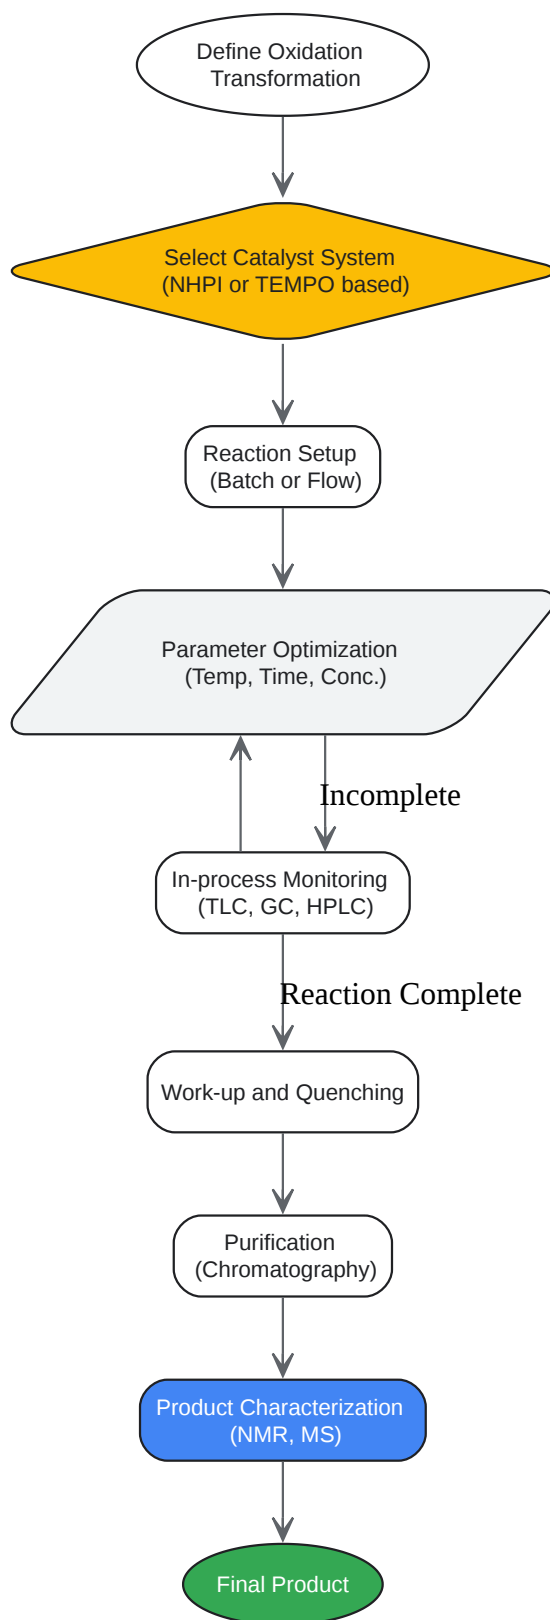 Define Oxidation
Transformation
Select Catalyst System
(NHPI or TEMPO based)
Reaction Setup
(Batch or Flow)
Parameter Optimization
(Temp, Time, Conc.)
Incomplete
In-process Monitoring
(TLC, GC, HPLC)
Reaction Complete
Work-up and Quenching
Purification
(Chromatography)
Product Characterization
(NMR, MS)
Final Product